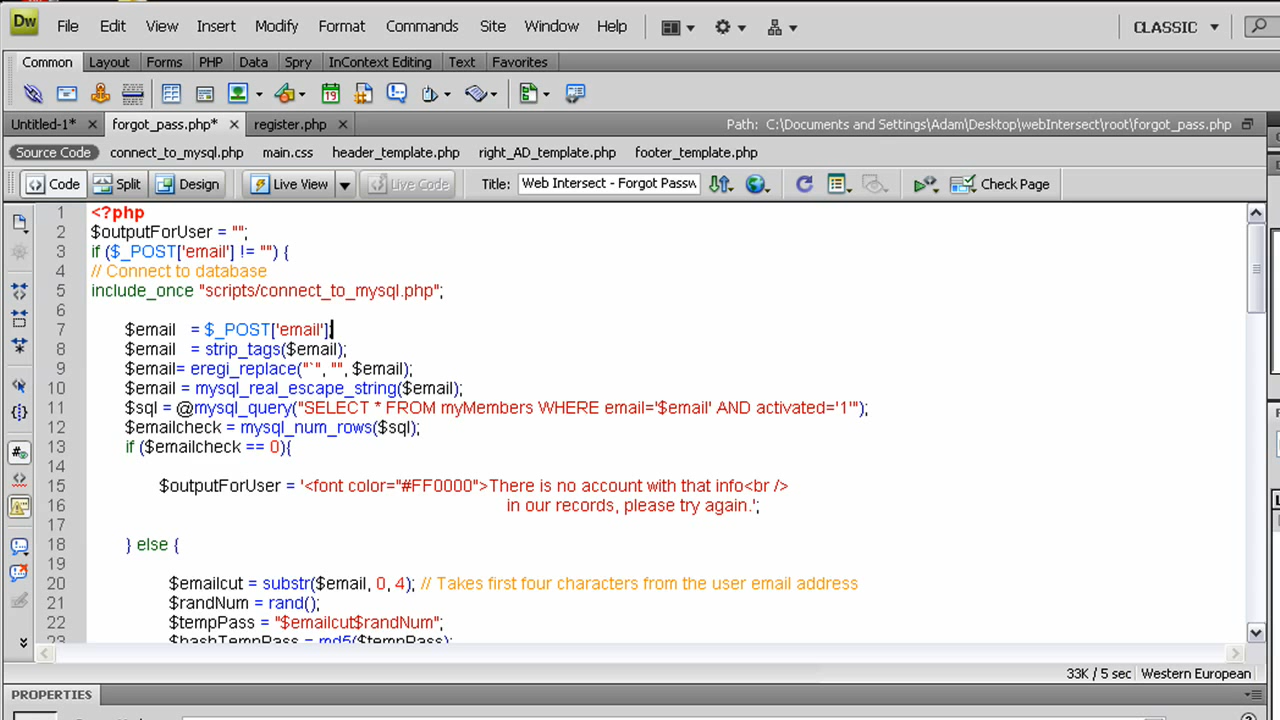 Dw File Edit View Insert Modify Format Commands Site Window Help CLASSIC
Common Layout Forms PHP Data Spry InContext Editing Text Favorites
19
Untitled-1* forgot_pass.php* register.php Path: C:\Documents and Settings\Adam\Desktop\webIntersect\root\forgot_pass.php
Source Code connect_to_mysql.php main.css header_template.php right_AD_template.php footer_template.php
Code Split Design Live View Live Code Title: Web Intersect - Forgot Passw Check Page
1 <?php
2 $outputForUser = "";
3 if ($_POST['email'] != "") {
4 // Connect to database
5 include_once "scripts/connect_to_mysql.php";
6
7 $email = $_POST['email'];
8 $email = strip_tags($email);
9 $email= eregi_replace("`", "", $email);
10 $email = mysql_real_escape_string($email);
11 $sql = @mysql_query("SELECT * FROM myMembers WHERE email='$email' AND activated='1'");
12 $emailcheck = mysql_num_rows($sql);
13 if ($emailcheck == 0){
14
15 $outputForUser = '<font color="#FF0000">There is no account with that info<br />
16 in our records, please try again.';
17
18 } else {
19
20 $emailcut = substr($email, 0, 4); // Takes first four characters from the user email address
21 $randNum = rand();
22 $tempPass = "$emailcut$randNum";
23 $hashTempPass = md5($tempPass);
33K / 5 sec Western European
PROPERTIES